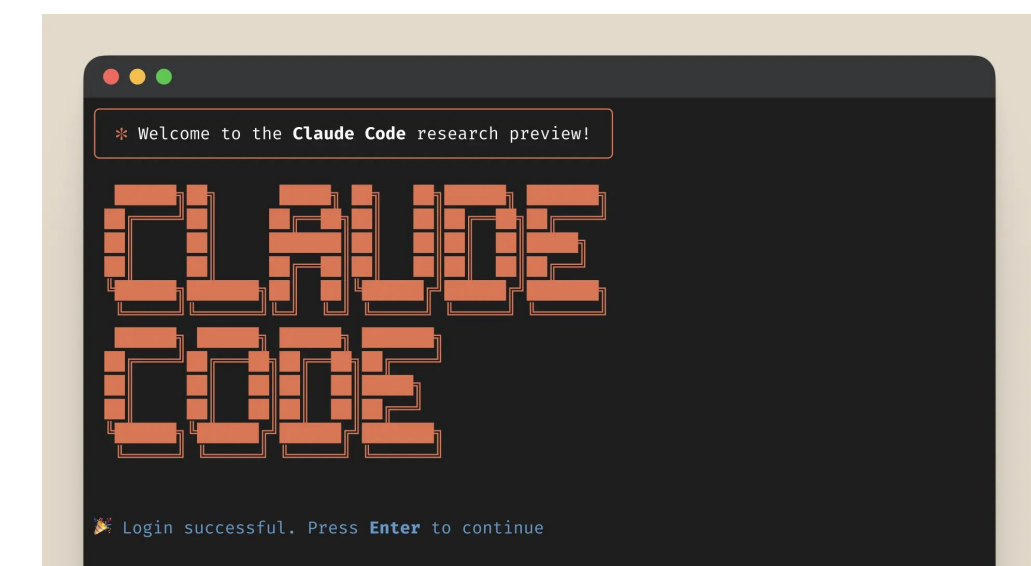 ✻ Welcome to the Claude Code research preview!
CLAUDE
CODE
🎉 Login successful. Press Enter to continue